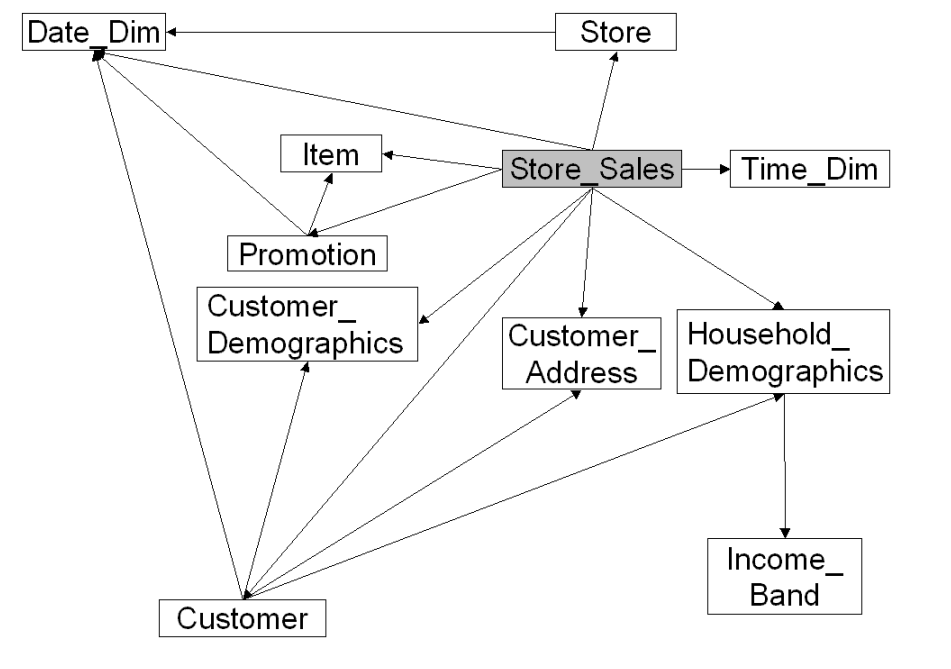 Date_Dim
Store
Item
Store_Sales
Time_Dim
Promotion
Customer_
Demographics
Customer_
Address
Household_
Demographics
Income_
Band
Customer